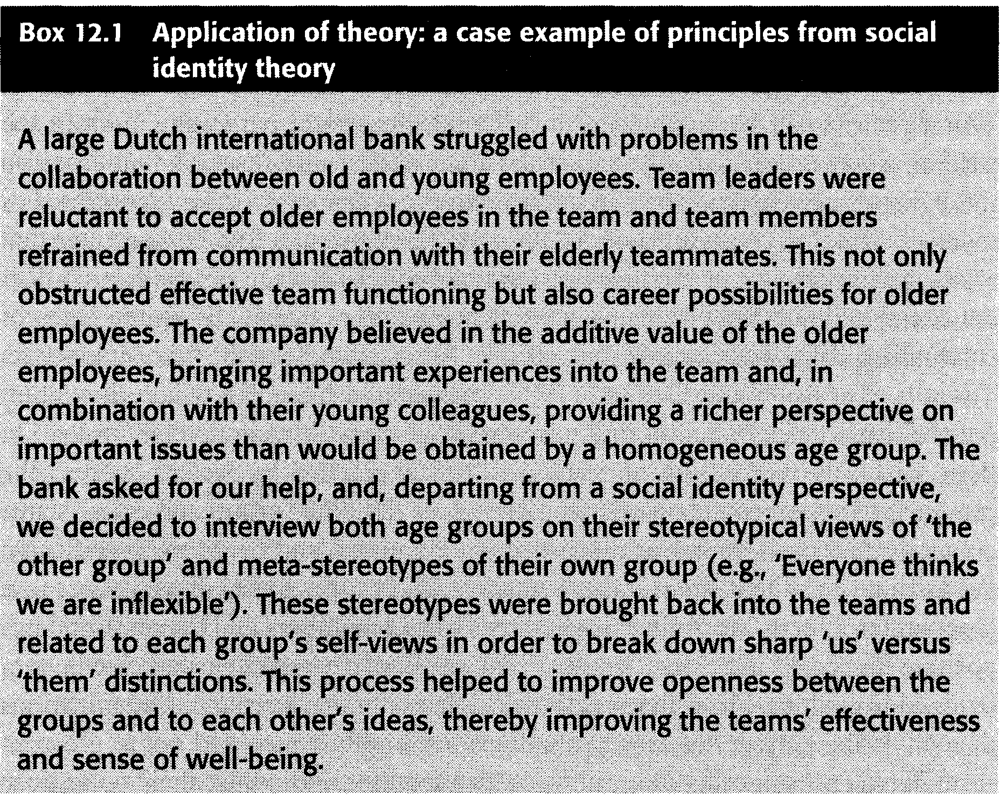 Box 12.1 Application of theory: a case example of principles from social
identity theory
A large Dutch international bank struggled with problems in the
collaboration between old and young employees. Team leaders were
reluctant to accept older employees in the team and team members
refrained from communication with their elderly teammates. This not only
obstructed effective team functioning but also career possibilities for older
employees. The company believed in the additive value of the older
employees, bringing important experiences into the team and, in
combination with their young colleagues, providing a richer perspective on
important issues than would be obtained by a homogeneous age group. The
bank asked for our help, and, departing from a social identity perspective,
we decided to interview both age groups on their stereotypical views of ‘the
other group’ and meta-stereotypes of their own group (e.g., ‘Everyone thinks
we are inflexible’). These stereotypes were brought back into the teams and
related to each group’s self-views in order to break down sharp ‘us’ versus
‘them’ distinctions. This process helped to improve openness between the
groups and to each other’s ideas, thereby improving the teams’ effectiveness
and sense of well-being.